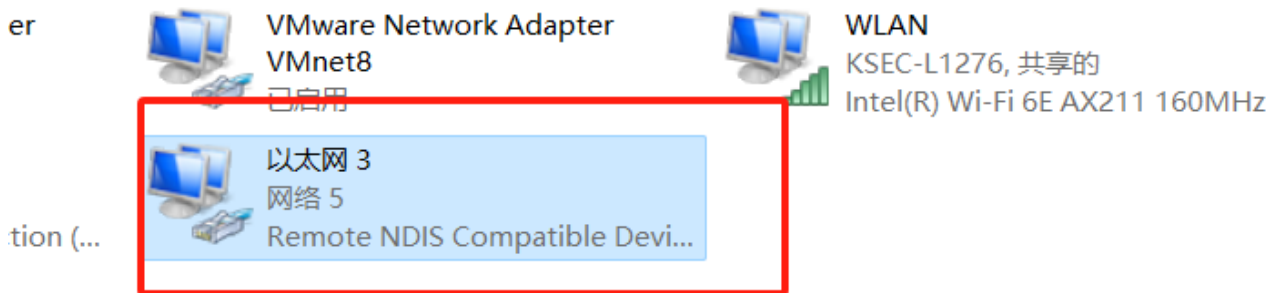 er
VMware Network Adapter
VMnet8
已启用
WLAN
KSEC-L1276, 共享的
Intel(R) Wi-Fi 6E AX211 160MHz
tion (...
以太网 3
网络 5
Remote NDIS Compatible Devi...